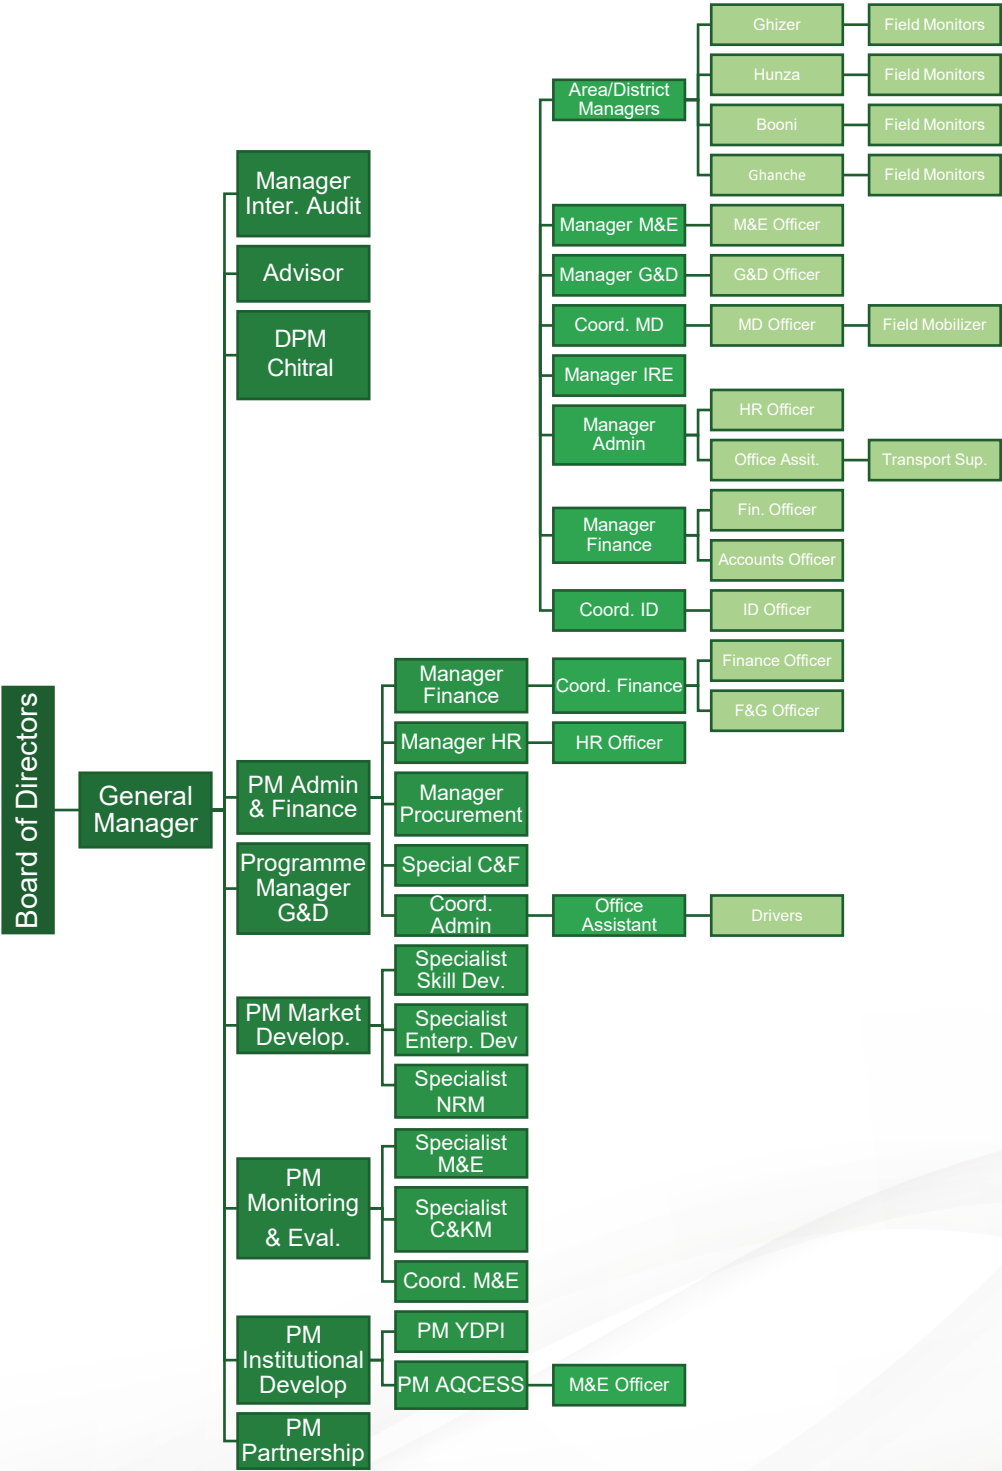 Board of Directors
General
Manager
Manager
Inter. Audit
Advisor
DPM
Chitral
Area/District
Managers
Ghizer
Field Monitors
Hunza
Field Monitors
Booni
Field Monitors
Ghanche
Field Monitors
Manager M&E
M&E Officer
Manager G&D
G&D Officer
Coord. MD
MD Officer
Field Mobilizer
Manager IRE
Manager
Admin
HR Officer
Office Assit.
Transport Sup.
Manager
Finance
Fin. Officer
Accounts Officer
Coord. ID
ID Officer
PM Admin
& Finance
Manager
Finance
Coord. Finance
Finance Officer
F&G Officer
Manager HR
HR Officer
Manager
Procurement
Special C&F
Coord.
Admin
Office
Assistant
Drivers
Programme
Manager
G&D
PM Market
Develop.
Specialist
Skill Dev.
Specialist
Enterp. Dev
Specialist
NRM
PM
Monitoring
& Eval.
Specialist
M&E
Specialist
C&KM
Coord. M&E
PM
Institutional
Develop
PM YDPI
PM AQCESS
M&E Officer
PM
Partnership